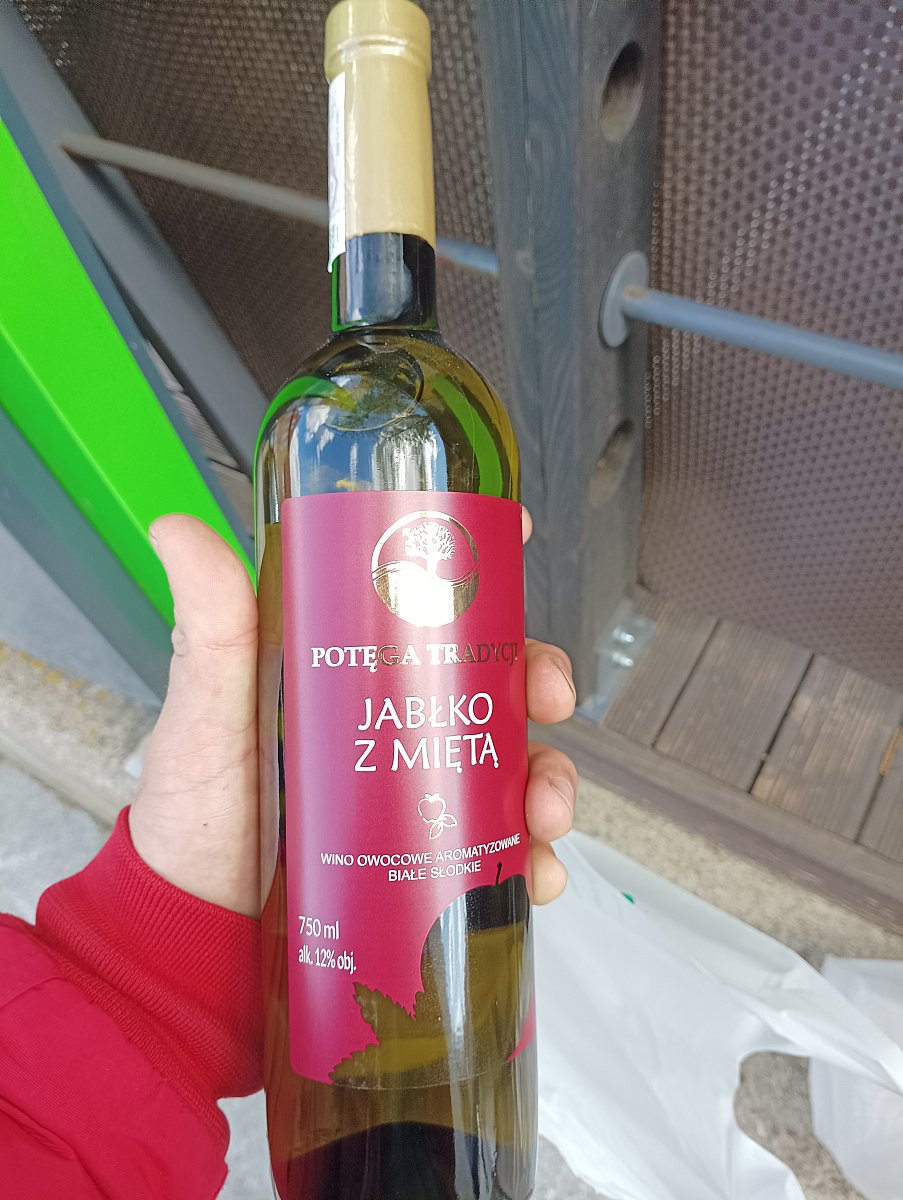 POTĘGA TRADYCJI
JABŁKO
Z MIĘTĄ
WINO OWOCOWE AROMATYZOWANE
BIAŁE SŁODKIE
750 ml
alk. 12% obj.